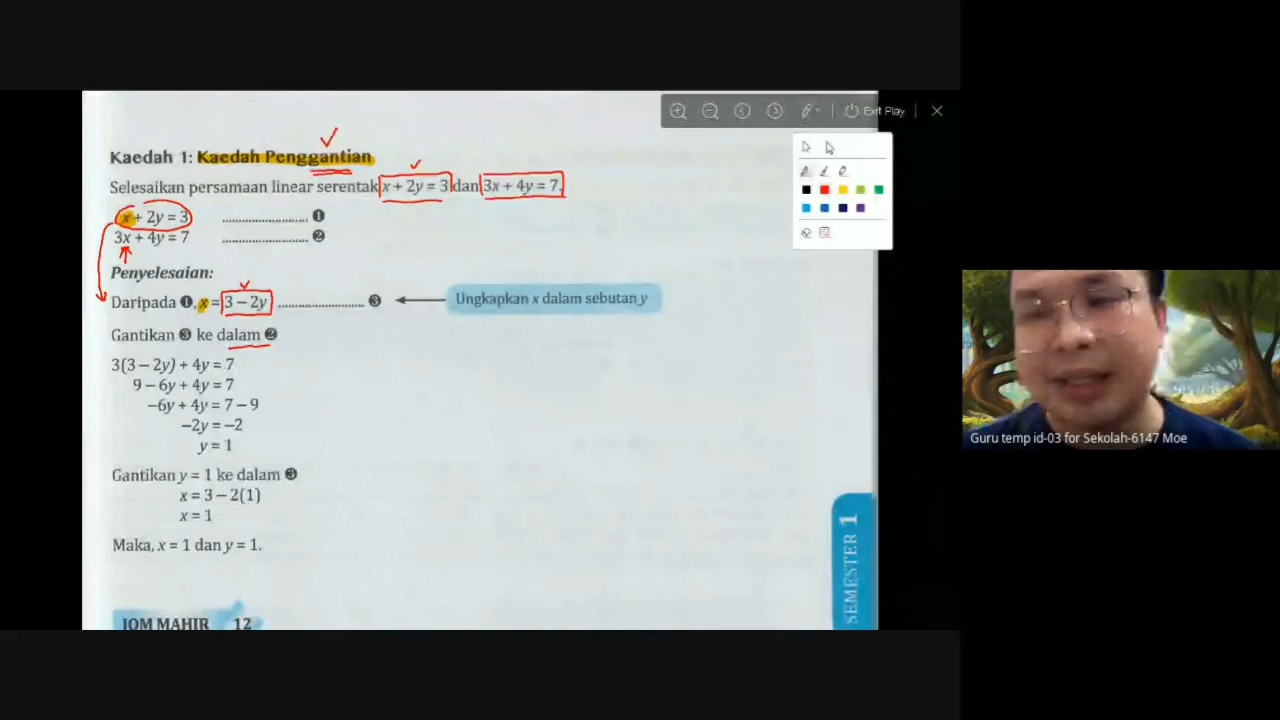 Exit Play
Kaedah 1: Kaedah Penggantian
Selesaikan persamaan linear serentak x + 2y = 3 dan 3x + 4y = 7.
x + 2y = 3 ........................ ❶
3x + 4y = 7 ........................ ❷
Penyelesaian:
Daripada ❶, x = 3 − 2y ........................ ❸
Ungkapkan x dalam sebutan y
Gantikan ❸ ke dalam ❷
3(3 − 2y) + 4y = 7
9 − 6y + 4y = 7
−6y + 4y = 7 − 9
−2y = −2
y = 1
Gantikan y = 1 ke dalam ❸
x = 3 − 2(1)
x = 1
Maka, x = 1 dan y = 1.
JOM MAHIR 12
SEMESTER 1
Guru temp id-03 for Sekolah-6147 Moe